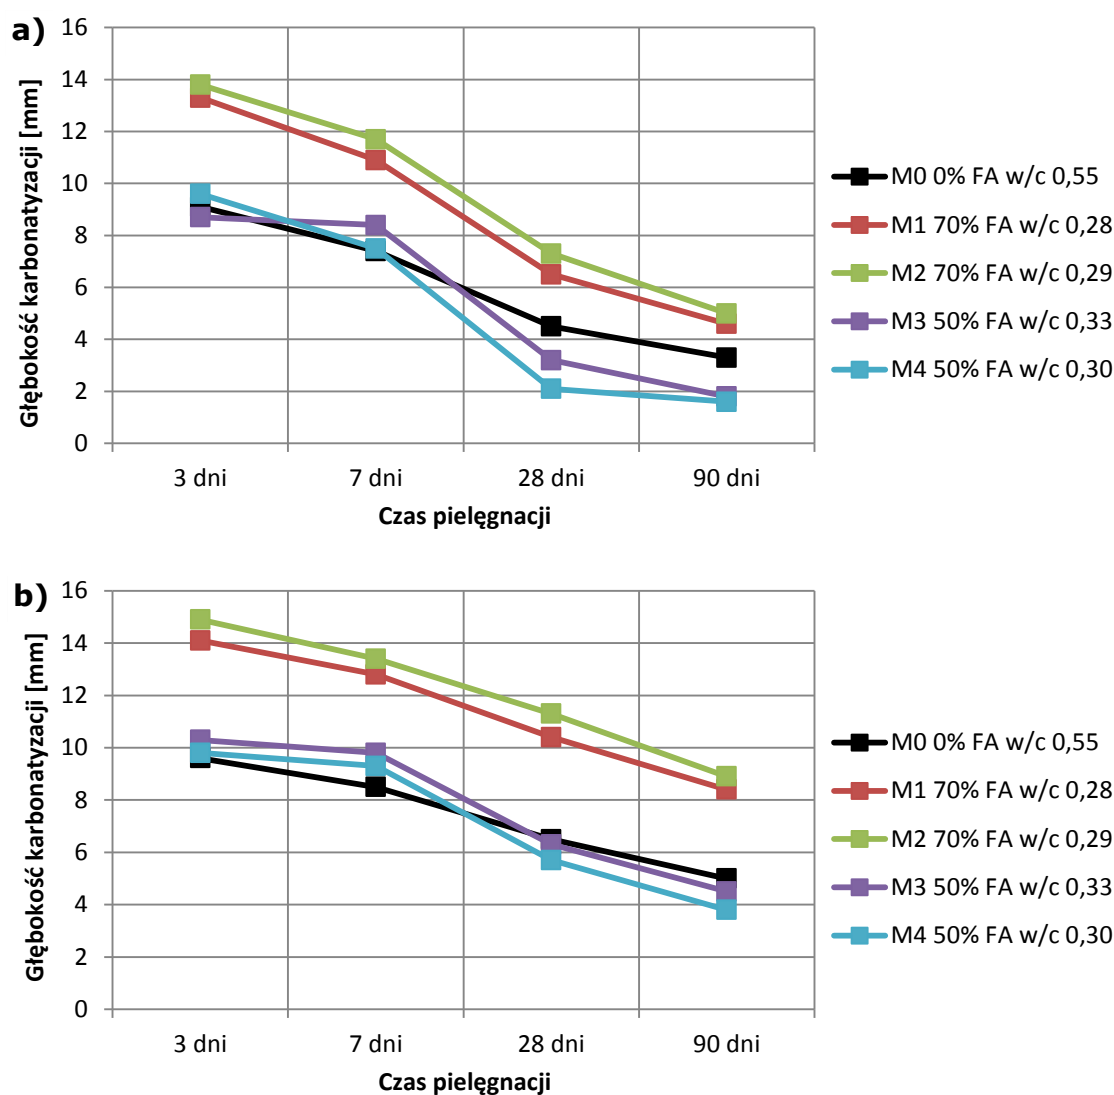 a)
Głębokość karbonatyzacji [mm]
16
14
12
10
8
6
4
2
0
3 dni 7 dni 28 dni 90 dni
Czas pielęgnacji
M0 0% FA w/c 0,55
M1 70% FA w/c 0,28
M2 70% FA w/c 0,29
M3 50% FA w/c 0,33
M4 50% FA w/c 0,30
b)
Głębokość karbonatyzacji [mm]
16
14
12
10
8
6
4
2
0
3 dni 7 dni 28 dni 90 dni
Czas pielęgnacji
M0 0% FA w/c 0,55
M1 70% FA w/c 0,28
M2 70% FA w/c 0,29
M3 50% FA w/c 0,33
M4 50% FA w/c 0,30